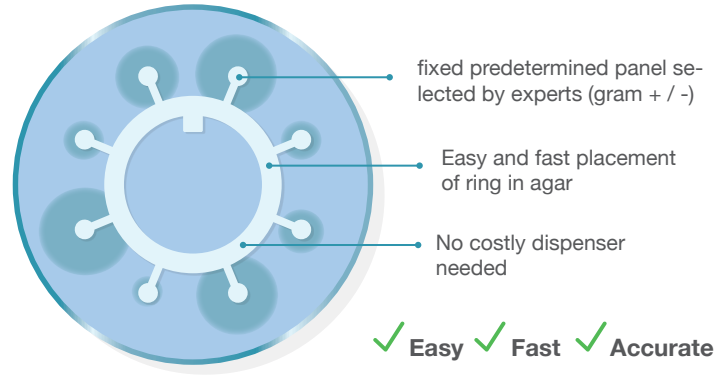 fixed predetermined panel se-
lected by experts (gram + / -)
Easy and fast placement
of ring in agar
No costly dispenser
needed
Easy Fast Accurate